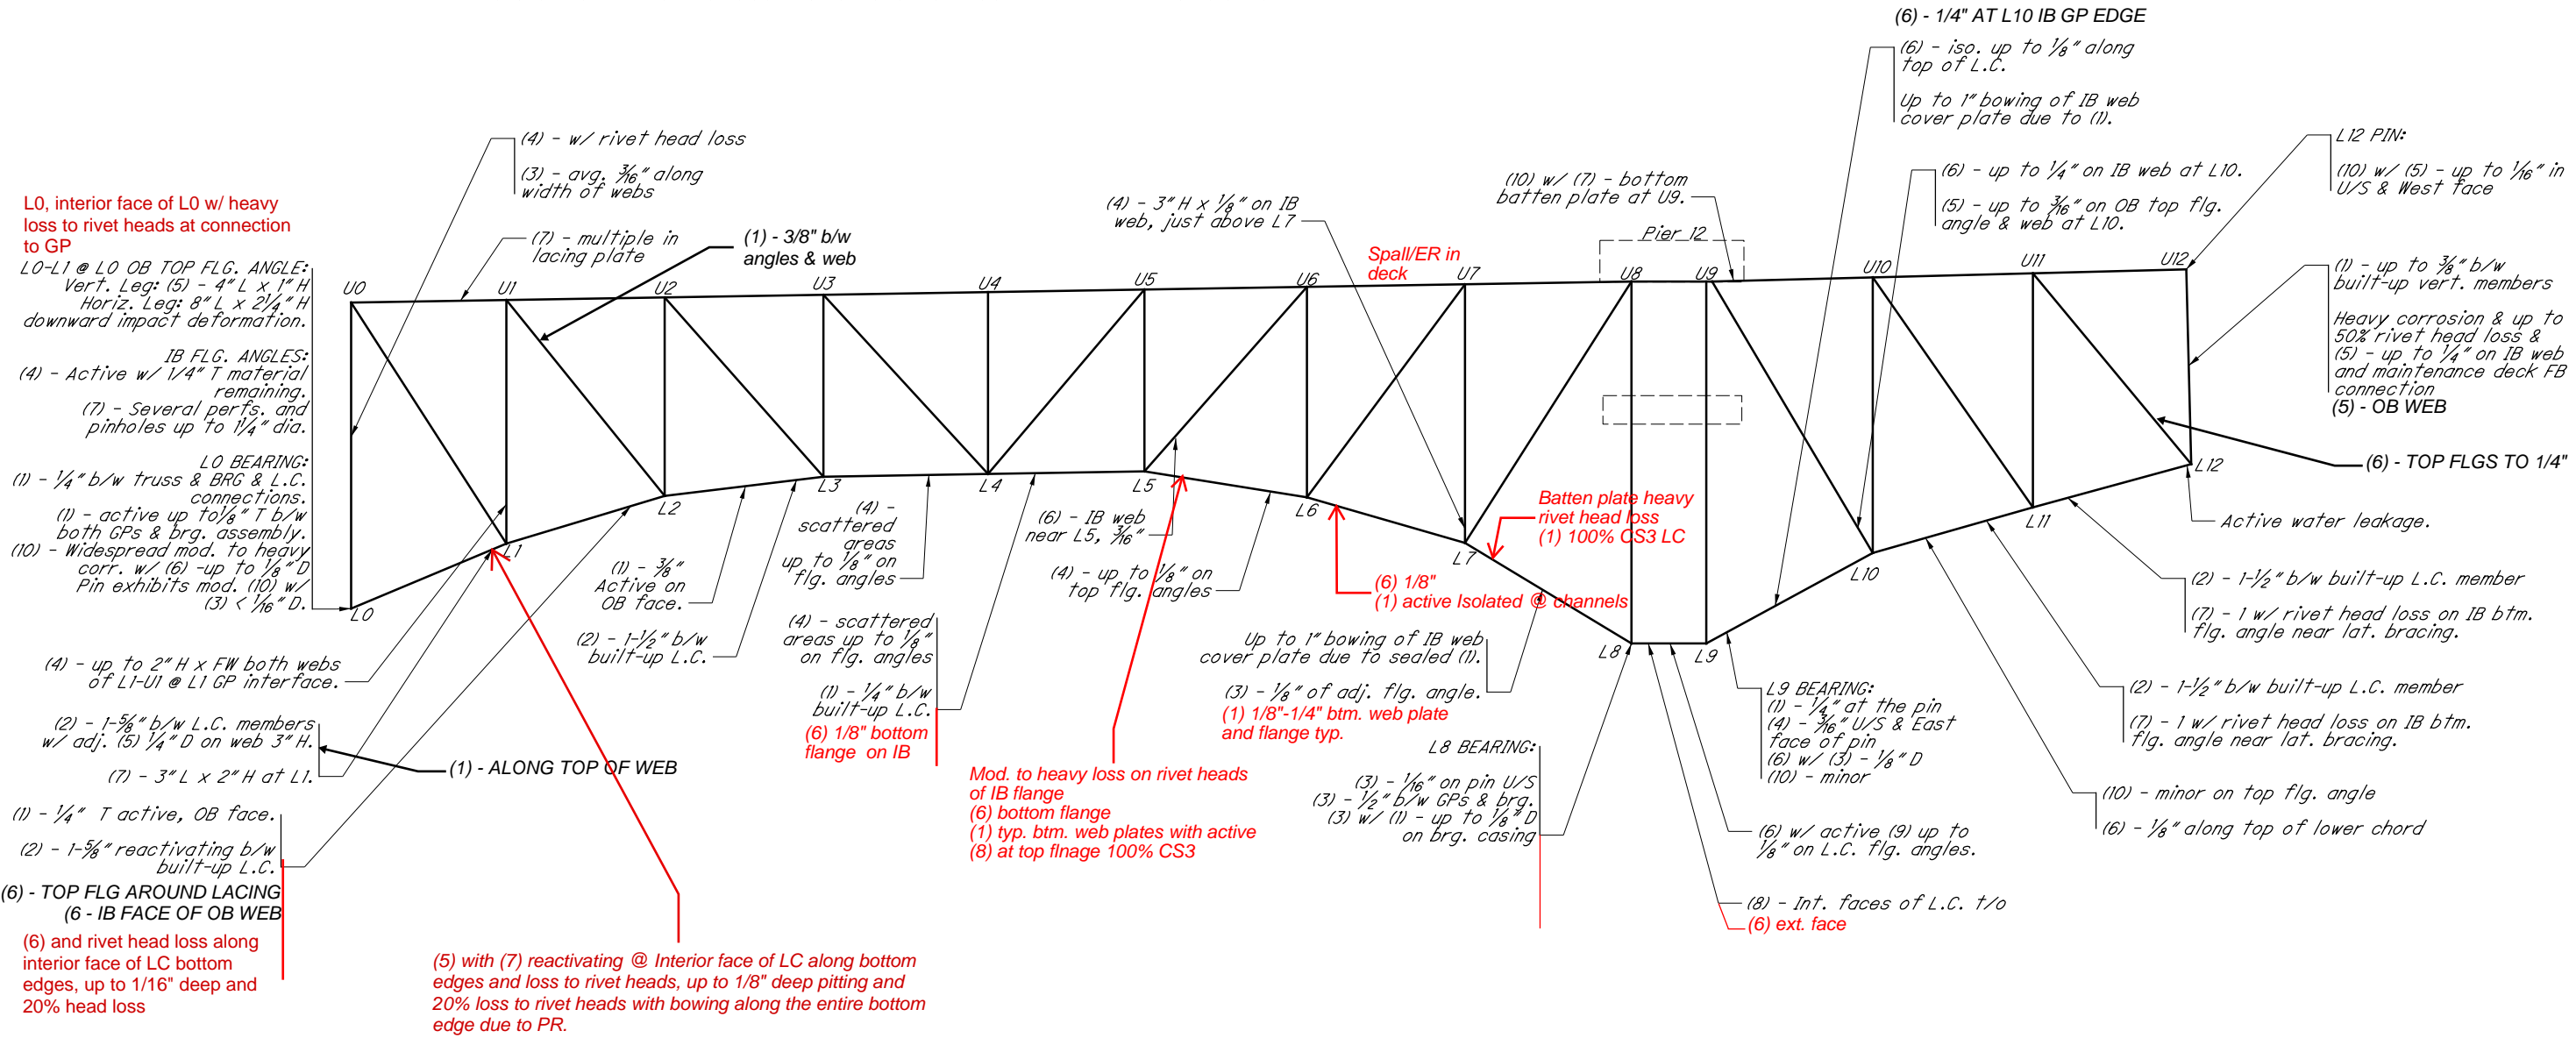 (6) - 1/4" AT L10 IB GP EDGE
(6) - iso. up to 1/8" along
top of L.C.
Up to 1" bowing of IB web
cover plate due to (1).
L12 PIN:
(10) w/ (5) - up to 1/16" in
U/S & West face
(6) - up to 1/4" on IB web at L10.
(5) - up to 3/16" on OB top flg.
angle & web at L10.
(10) w/ (7) - bottom
batten plate at U9.
(4) - 3" H x 1/8" on IB
web, just above L7
(4) - w/ rivet head loss
(3) - avg. 3/16" along
width of webs
(7) - multiple in
lacing plate
(1) - 3/8" b/w
angles & web
L0, interior face of L0 w/ heavy
loss to rivet heads at connection
to GP
L0-L1 @ L0 OB TOP FLG. ANGLE:
Vert. Leg: (5) - 4" L x 1" H
Horiz. Leg: 8" L x 2 1/4" H
downward impact deformation.
IB FLG. ANGLES:
(4) - Active w/ 1/4" T material
remaining.
(7) - Several perfs. and
pinholes up to 1 1/4" dia.
L0 BEARING:
(1) - 1/4" b/w truss & BRG & L.C.
connections.
(1) - active up to 1/8" T b/w
both GPs & brg. assembly.
(10) - Widespread mod. to heavy
corr. w/ (6) -up to 1/8" D
Pin exhibits mod. (10) w/
(3) < 1/16" D.
Spall/ER in
deck
Pier 12
U0
U1
U2
U3
U4
U5
U6
U7
U8
U9
U10
U11
U12
(1) - up to 3/8" b/w
built-up vert. members
Heavy corrosion & up to
50% rivet head loss &
(5) - up to 1/4" on IB web
and maintenance deck FB
connection
(5) - OB WEB
(6) - TOP FLGS TO 1/4"
L0
L1
L2
L3
L4
L5
L6
L7
L8
L9
L10
L11
L12
Active water leakage.
(4) - up to 2" H x FW both webs
of L1-U1 @ L1 GP interface.
(2) - 1-5/8" b/w L.C. members
w/ adj. (5) 1/4" D on web 3" H.
(7) - 3" L x 2" H at L1.
(1) - ALONG TOP OF WEB
(1) - 1/4" T active, OB face.
(2) - 1-5/8" reactivating b/w
built-up L.C.
(6) - TOP FLG AROUND LACING
(6 - IB FACE OF OB WEB
(6) and rivet head loss along
interior face of LC bottom
edges, up to 1/16" deep and
20% head loss
(5) with (7) reactivating @ Interior face of LC along bottom
edges and loss to rivet heads, up to 1/8" deep pitting and
20% loss to rivet heads with bowing along the entire bottom
edge due to PR.
(1) - 3/8"
Active on
OB face.
(2) - 1-1/2" b/w
built-up L.C.
(4) -
scattered
areas
up to 1/8" on
flg. angles
(4) - scattered
areas up to 1/8"
on flg. angles
(1) - 1/4" b/w
built-up L.C.
(6) 1/8" bottom
flange on IB
(6) - IB web
near L5, 3/16"
(4) - up to 1/8" on
top flg. angles
Mod. to heavy loss on rivet heads
of IB flange
(6) bottom flange
(1) typ. btm. web plates with active
(8) at top flnage 100% CS3
(6) 1/8"
(1) active Isolated @ channels
Batten plate heavy
rivet head loss
(1) 100% CS3 LC
Up to 1" bowing of IB web
cover plate due to sealed (1).
(3) - 1/8" of adj. flg. angle.
(1) 1/8"-1/4" btm. web plate
and flange typ.
L8 BEARING:
(3) - 1/16" on pin U/S
(3) - 1/2" b/w GPs & brg.
(3) w/ (1) - up to 1/8" D
on brg. casing
L9 BEARING:
(1) - 1/4" at the pin
(4) - 3/16" U/S & East
face of pin
(6) w/ (3) - 1/8" D
(10) - minor
(6) w/ active (9) up to
1/8" on L.C. flg. angles.
(8) - Int. faces of L.C. t/o
(6) ext. face
(2) - 1-1/2" b/w built-up L.C. member
(7) - 1 w/ rivet head loss on IB btm.
flg. angle near lat. bracing.
(2) - 1-1/2" b/w built-up L.C. member
(7) - 1 w/ rivet head loss on IB btm.
flg. angle near lat. bracing.
(10) - minor on top flg. angle
(6) - 1/8" along top of lower chord